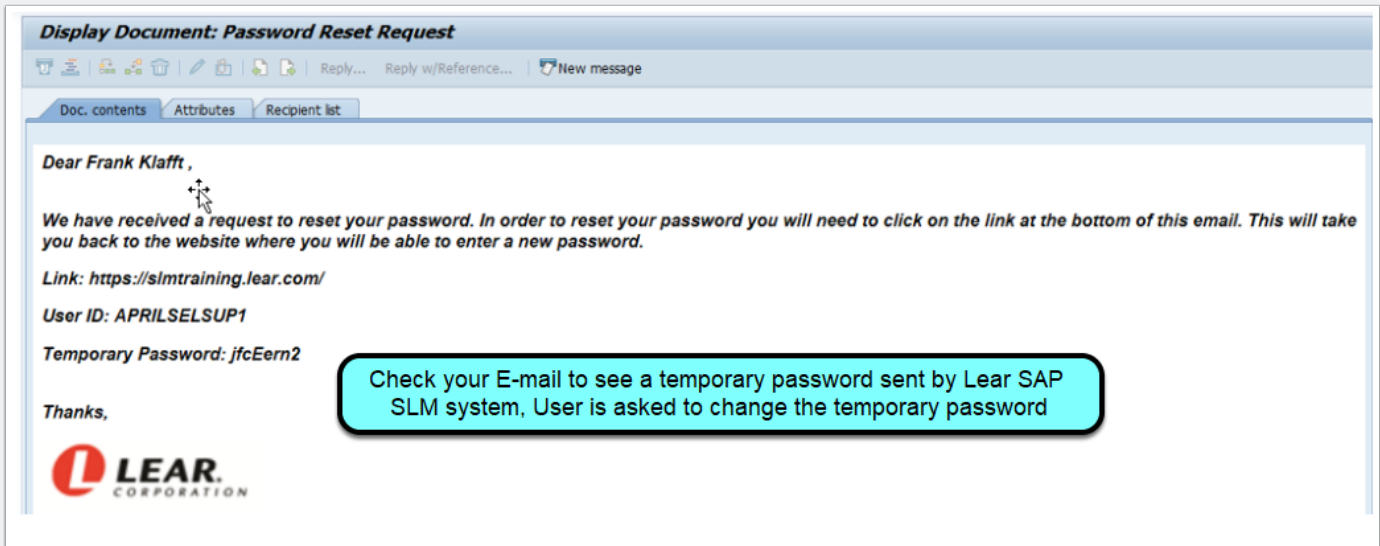 Display Document: Password Reset Request
Reply... Reply w/Reference... New message
Doc. contents Attributes Recipient list
Dear Frank Klafft ,
We have received a request to reset your password. In order to reset your password you will need to click on the link at the bottom of this email. This will take
you back to the website where you will be able to enter a new password.
Link: https://slmtraining.lear.com/
User ID: APRILSELSUP1
Temporary Password: jfcEern2
Check your E-mail to see a temporary password sent by Lear SAP
SLM system, User is asked to change the temporary password
Thanks,
LEAR.
CORPORATION